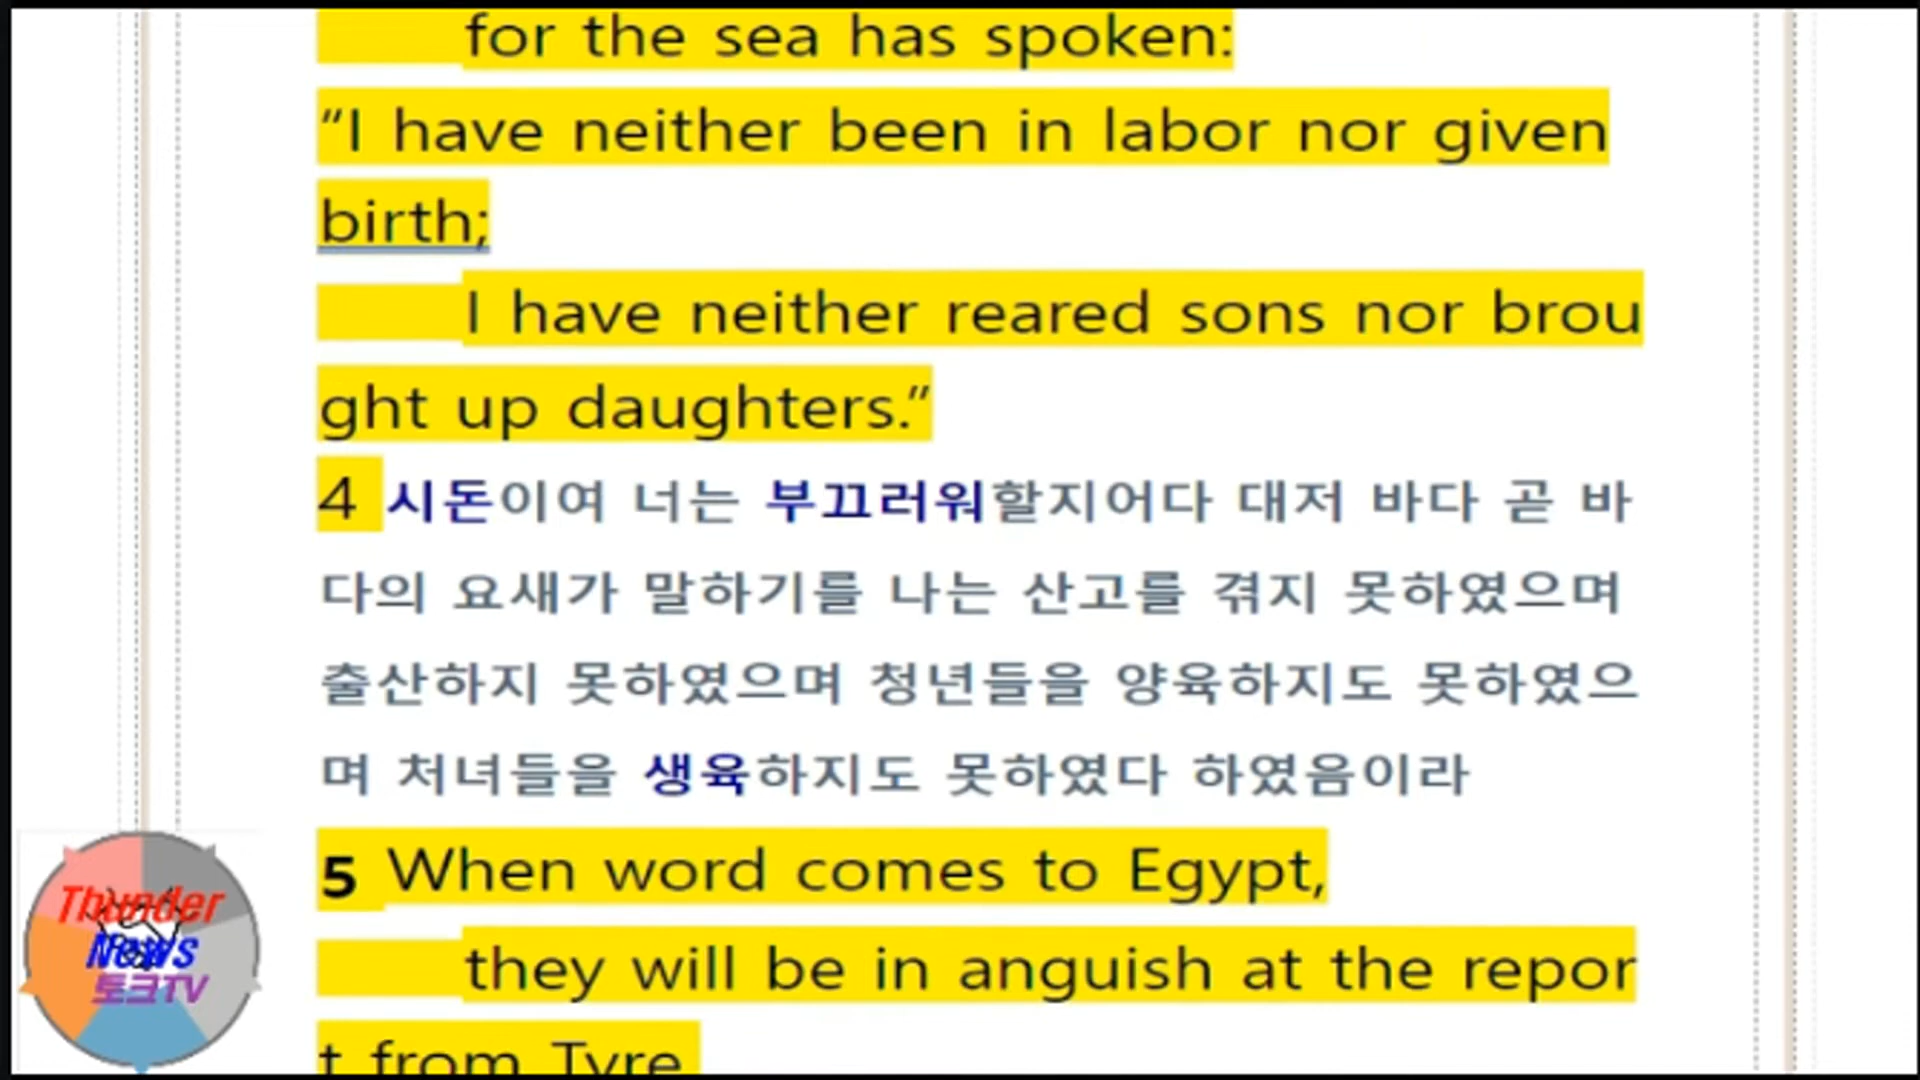 for the sea has spoken:
“I have neither been in labor nor given
birth;
I have neither reared sons nor brou
ght up daughters.”
4 시돈이여 너는 부끄러워할지어다 대저 바다 곧 바
다의 요새가 말하기를 나는 산고를 겪지 못하였으며
출산하지 못하였으며 청년들을 양육하지도 못하였으
며 처녀들을 생육하지도 못하였다 하였음이라
5 When word comes to Egypt,
they will be in anguish at the repor
t from Tyre
Thunder
News
토크TV